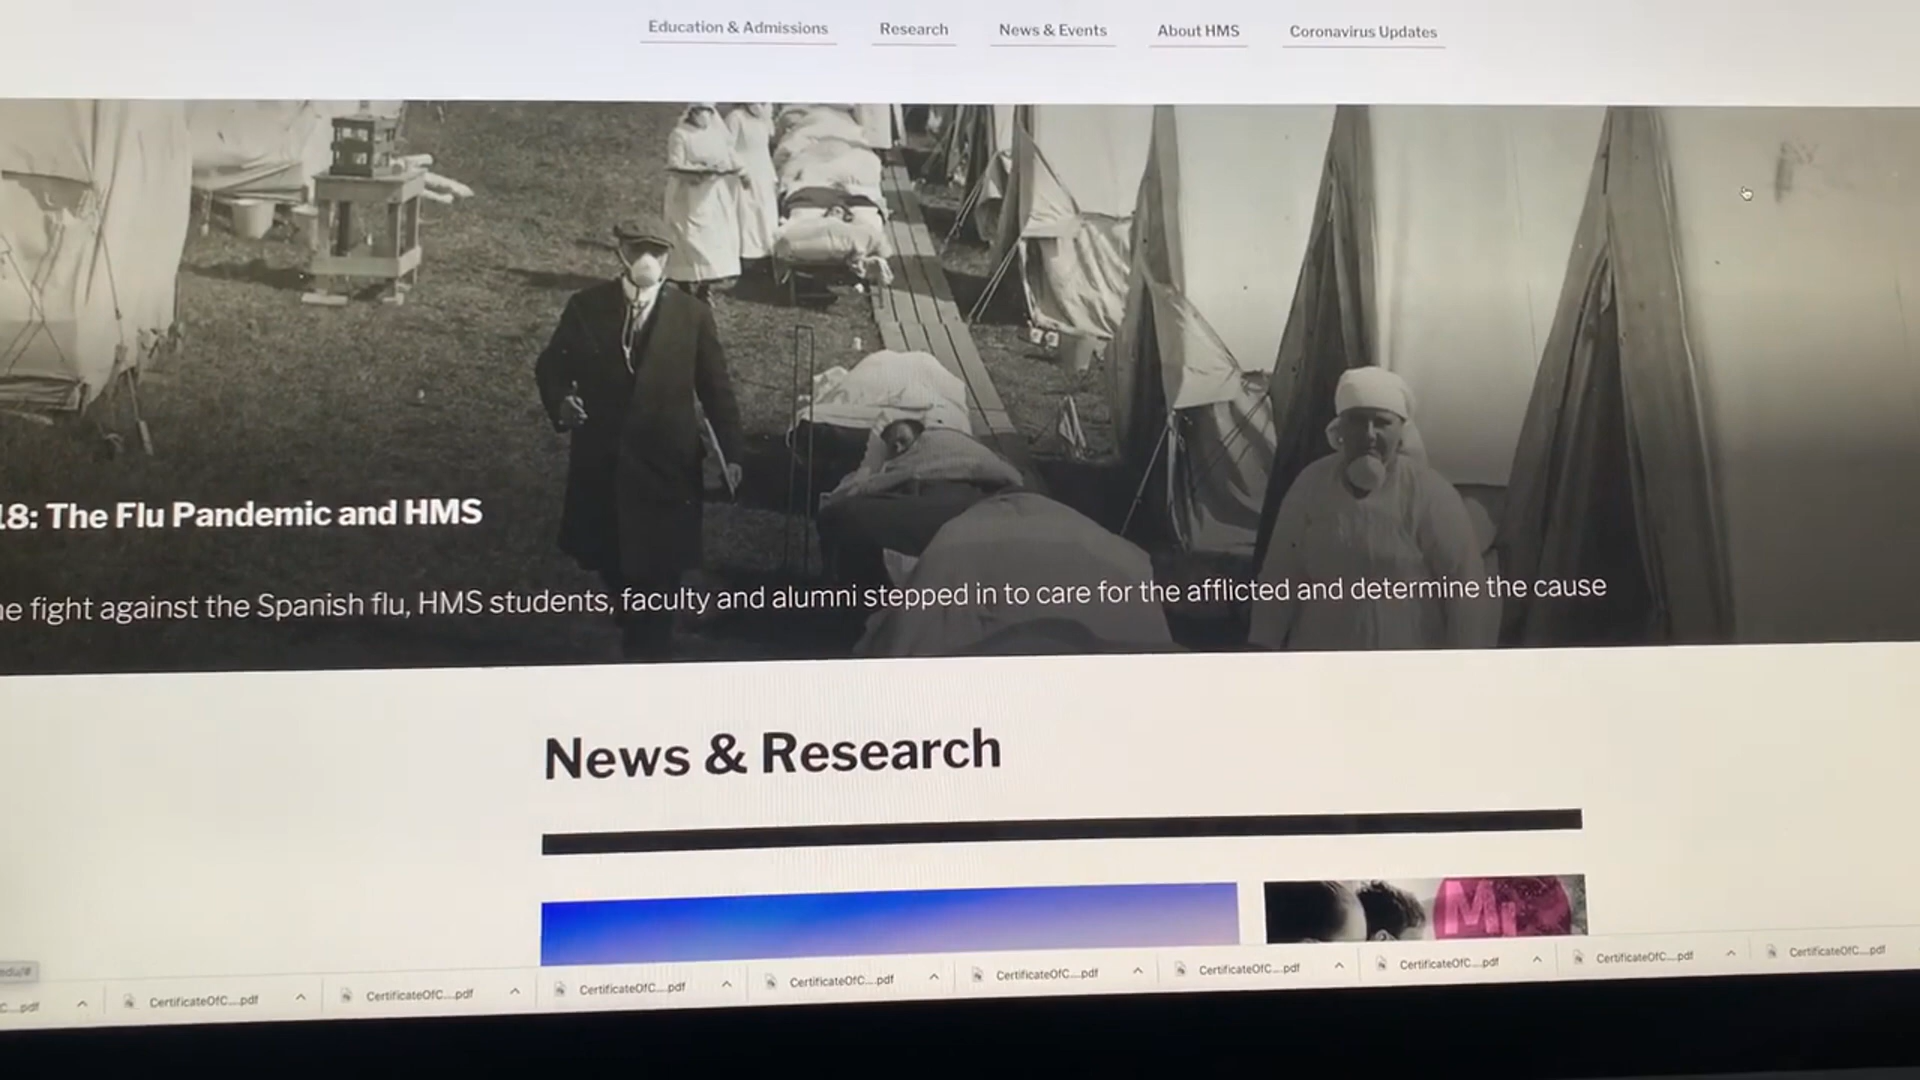 Education & Admissions Research News & Events About HMS Coronavirus Updates
18: The Flu Pandemic and HMS
fight against the Spanish flu, HMS students, faculty and alumni stepped in to care for the afflicted and determine the cause
News & Research
C....pdf CertificateOfC....pdf CertificateOfC....pdf CertificateOfC....pdf CertificateOfC....pdf CertificateOfC....pdf CertificateOfC....pdf CertificateOfC....pdf CertificateOfC....pdf CertificateOfC....pdf